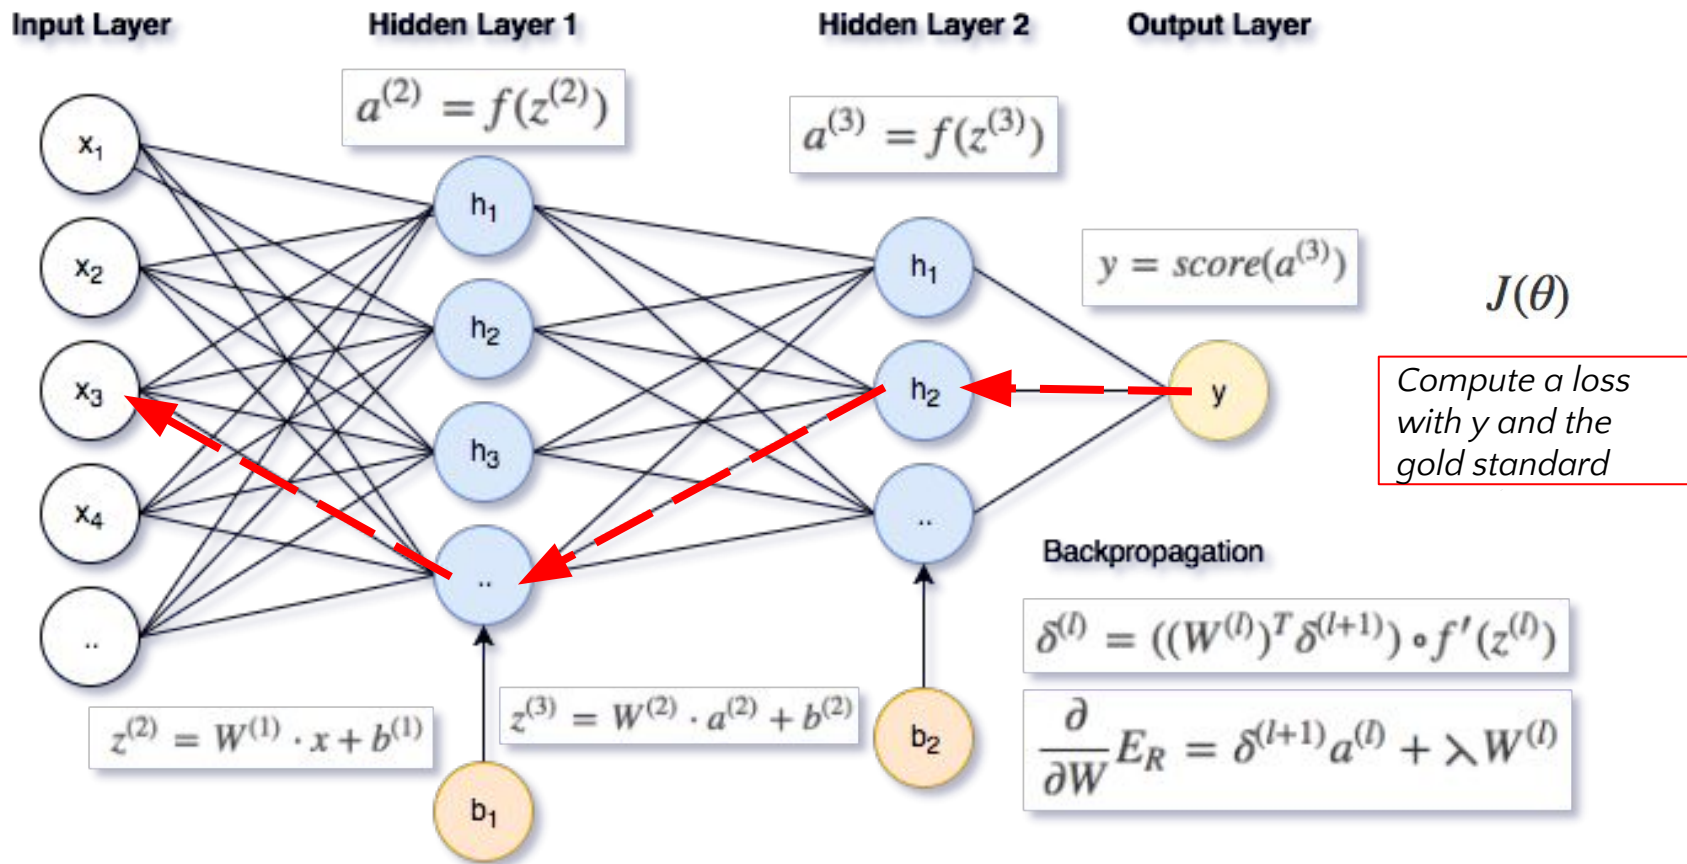 Input Layer
Hidden Layer 1
Hidden Layer 2
Output Layer
a^{(2)} = f(z^{(2)})
a^{(3)} = f(z^{(3)})
y = score(a^{(3)})
J(θ)
x₁
x₂
x₃
x₄
..
h₁
h₂
h₃
..
h₁
h₂
..
y
Compute a loss
with y and the
gold standard
Backpropagation
δ^{(l)} = ((W^{(l)})^T δ^{(l+1)}) ∘ f′(z^{(l)})
∂/∂W E_R = δ^{(l+1)} a^{(l)} + λW^{(l)}
z^{(2)} = W^{(1)} · x + b^{(1)}
z^{(3)} = W^{(2)} · a^{(2)} + b^{(2)}
b₁
b₂